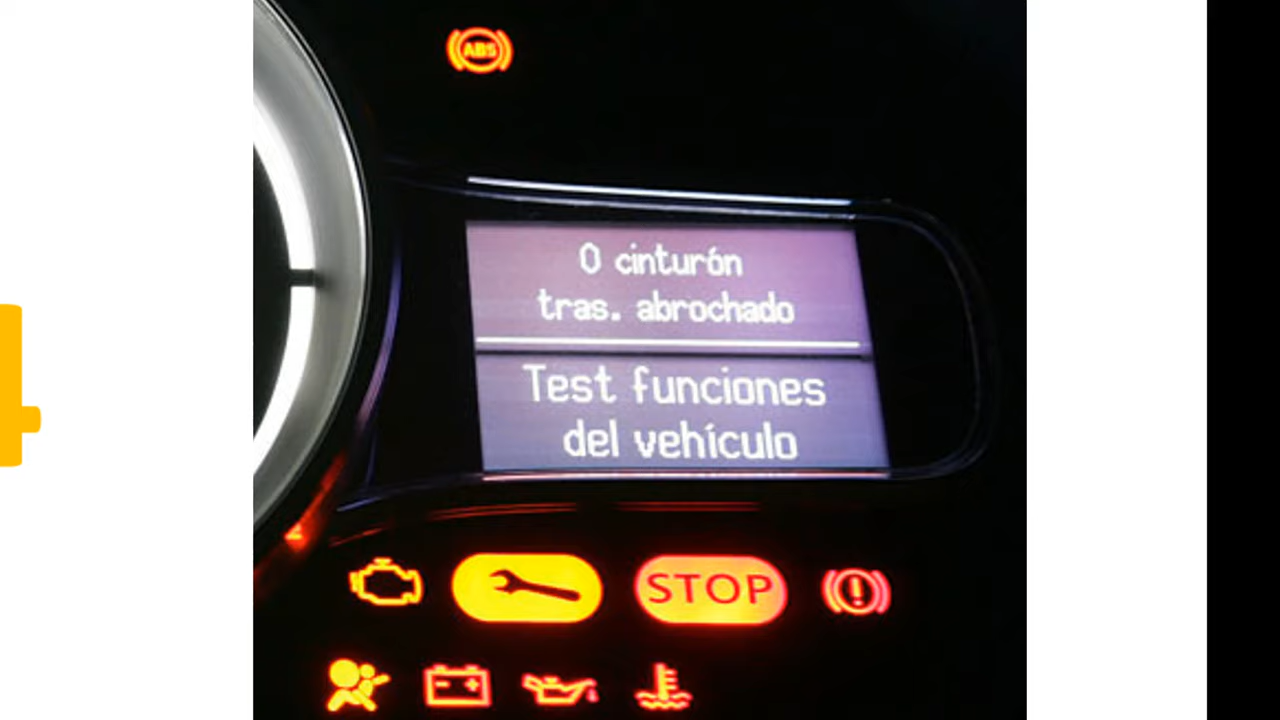 ABS
0 cinturón
tras. abrochado
Test funciones
del vehículo
STOP